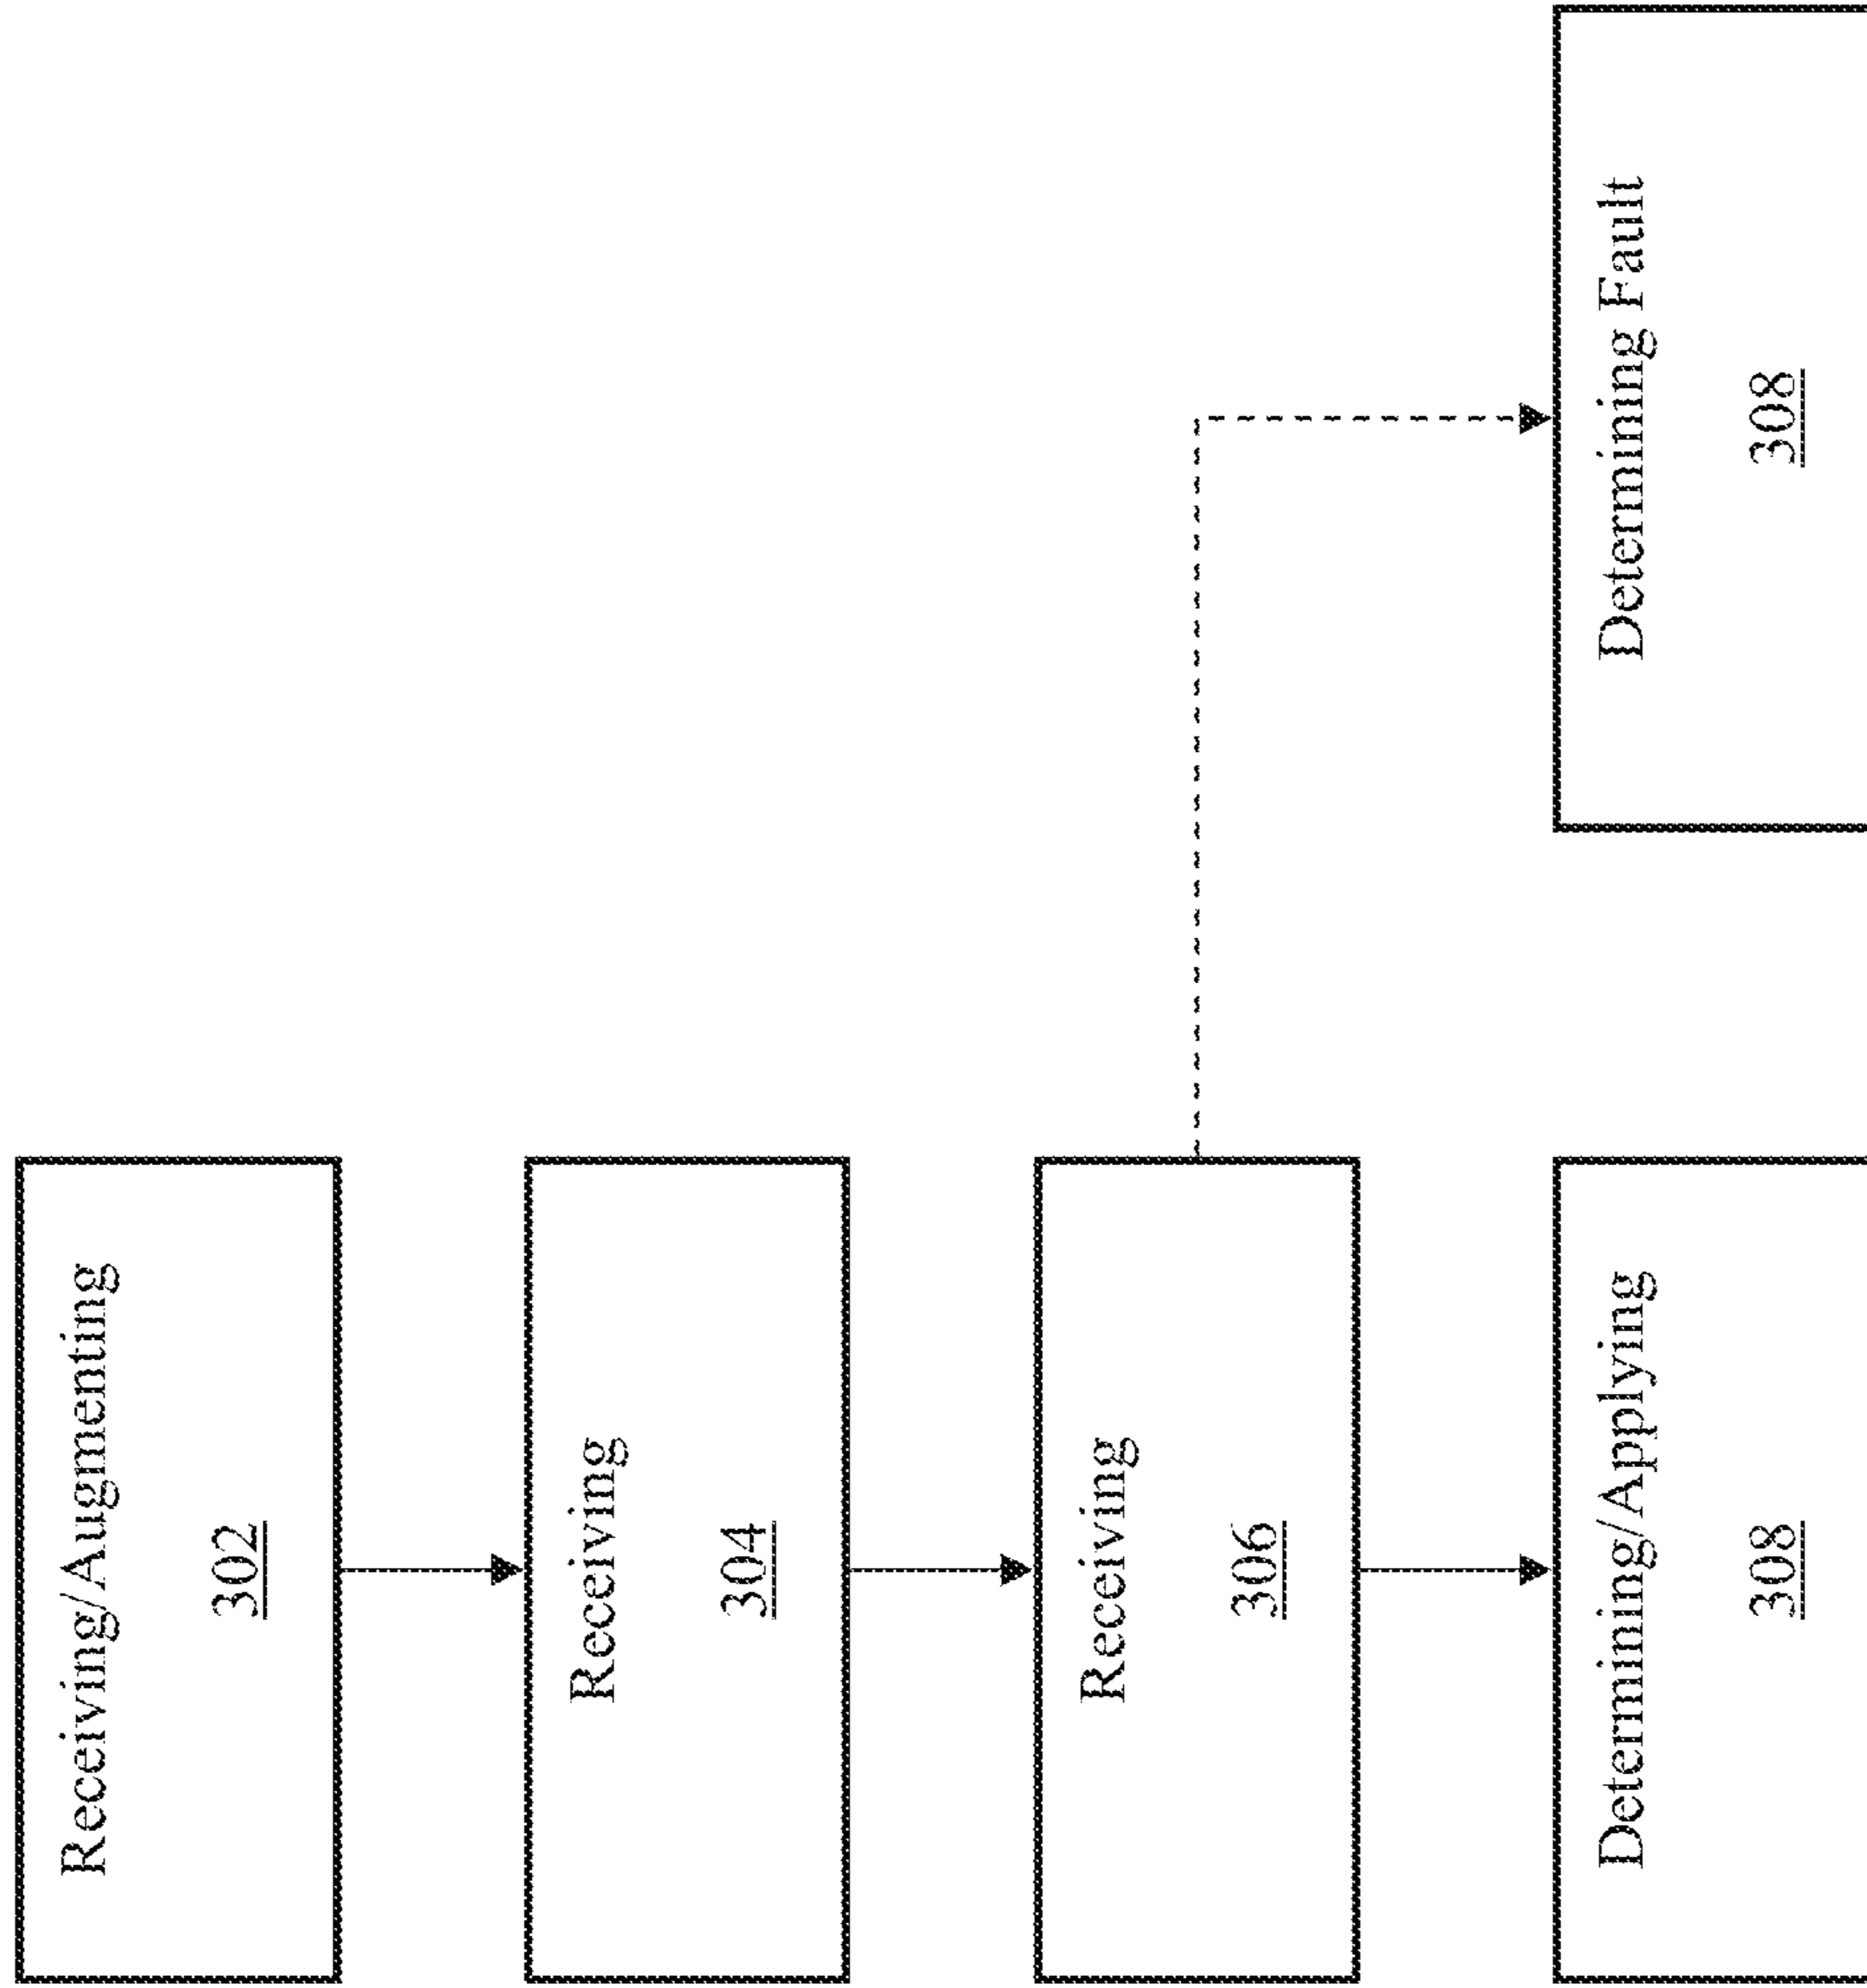 Receiving/Augmenting
302
Receiving
304
Receiving
306
Determining/Applying
308
Determining Fault
308